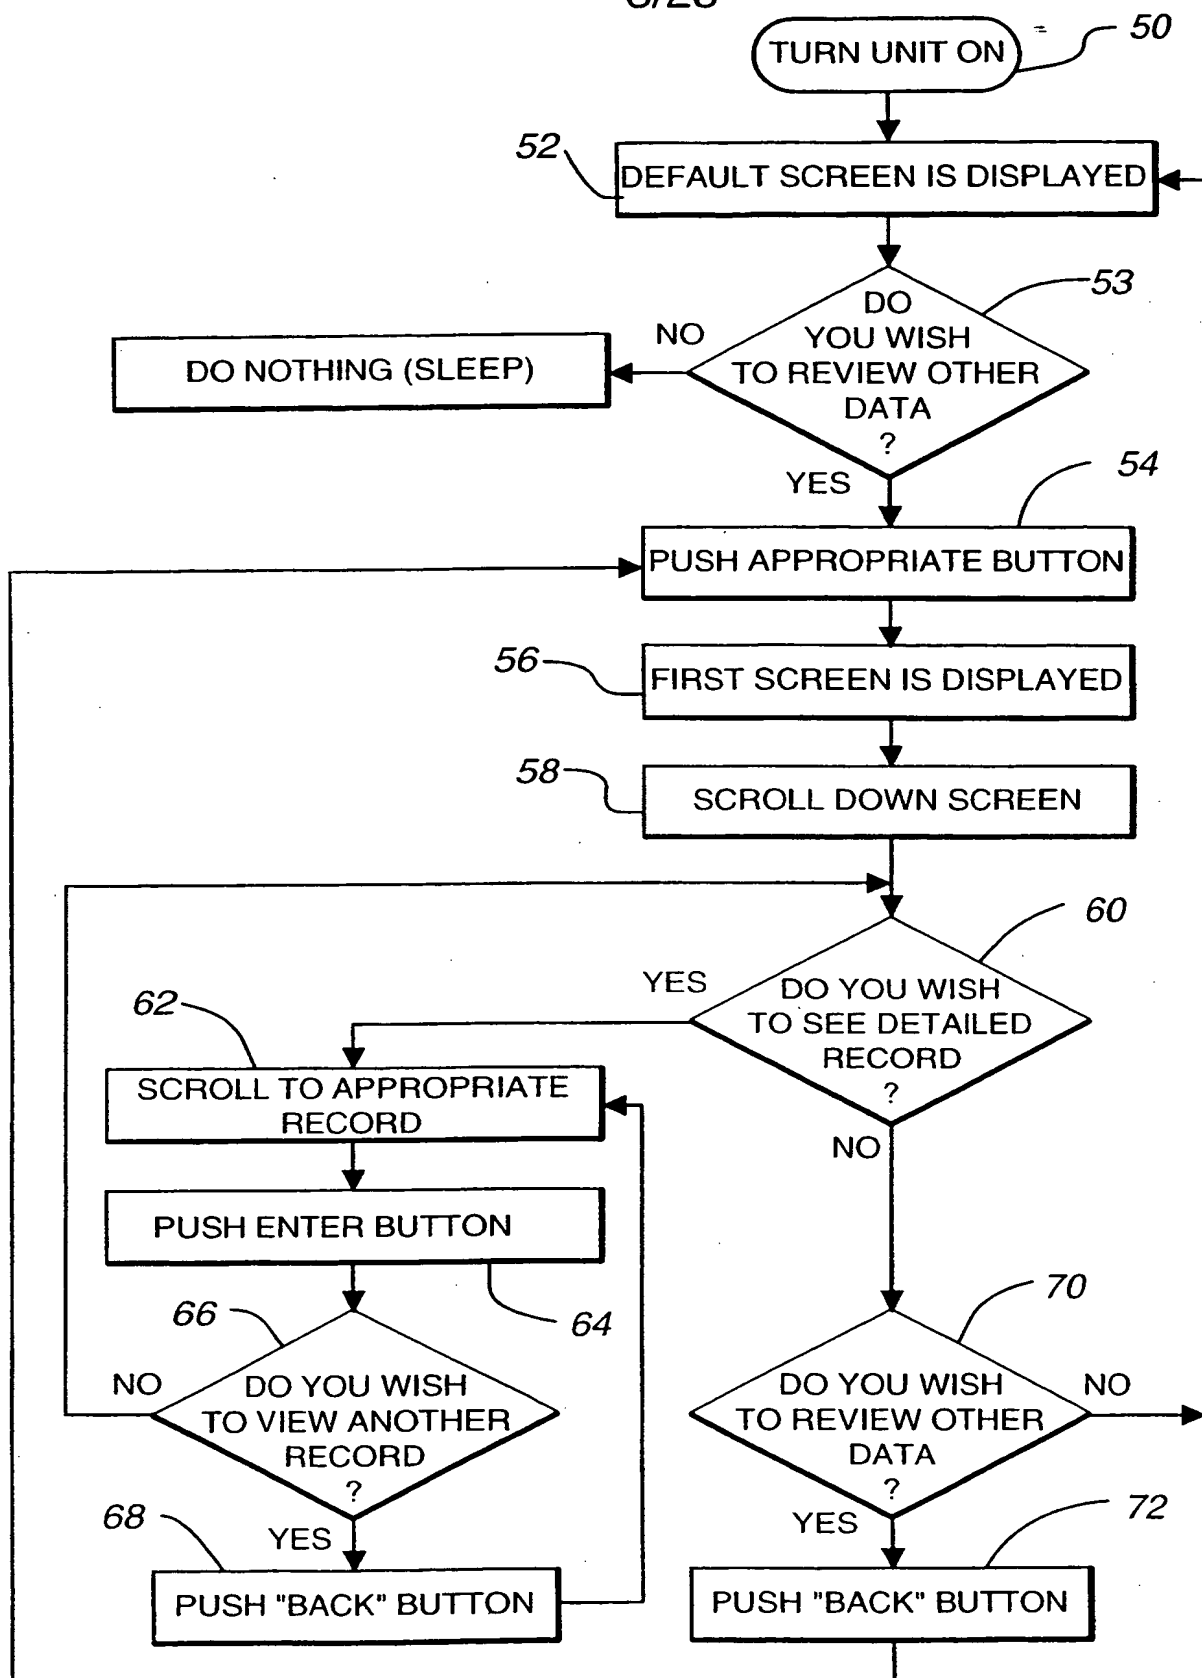 TURN UNIT ON
50
52
DEFAULT SCREEN IS DISPLAYED
53
DO
YOU WISH
TO REVIEW OTHER
DATA
?
NO
DO NOTHING (SLEEP)
YES
54
PUSH APPROPRIATE BUTTON
56
FIRST SCREEN IS DISPLAYED
58
SCROLL DOWN SCREEN
60
YES
DO YOU WISH
TO SEE DETAILED
RECORD
?
62
SCROLL TO APPROPRIATE
RECORD
NO
PUSH ENTER BUTTON
64
66
NO
DO YOU WISH
TO VIEW ANOTHER
RECORD
?
70
DO YOU WISH
TO REVIEW OTHER
DATA
?
NO
68
YES
PUSH "BACK" BUTTON
YES
72
PUSH "BACK" BUTTON